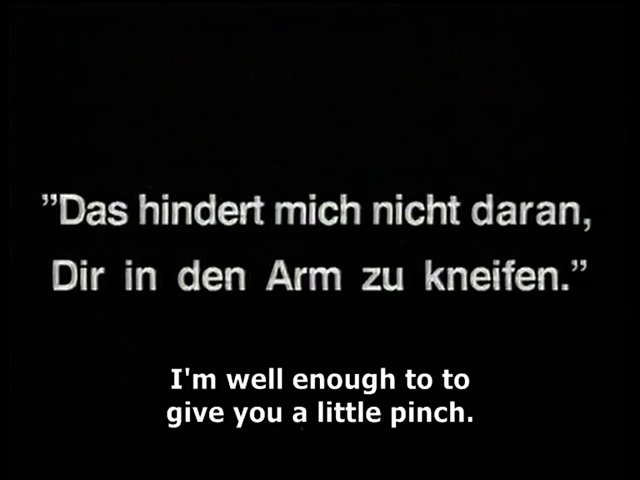 ”Das hindert mich nicht daran,
Dir in den Arm zu kneifen.”
I'm well enough to to
give you a little pinch.